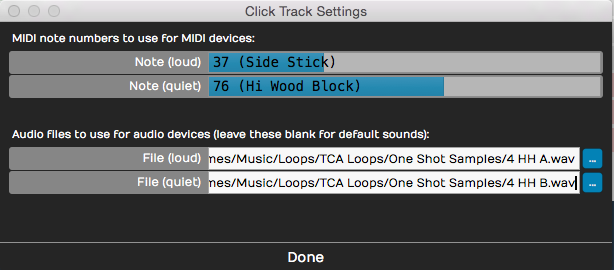 Click Track Settings
MIDI note numbers to use for MIDI devices:
Note (loud) 37 (Side Stick)
Note (quiet) 76 (Hi Wood Block)
Audio files to use for audio devices (leave these blank for default sounds):
File (loud) mes/Music/Loops/TCA Loops/One Shot Samples/4 HH A.wav ...
File (quiet) mes/Music/Loops/TCA Loops/One Shot Samples/4 HH B.wav ...
Done